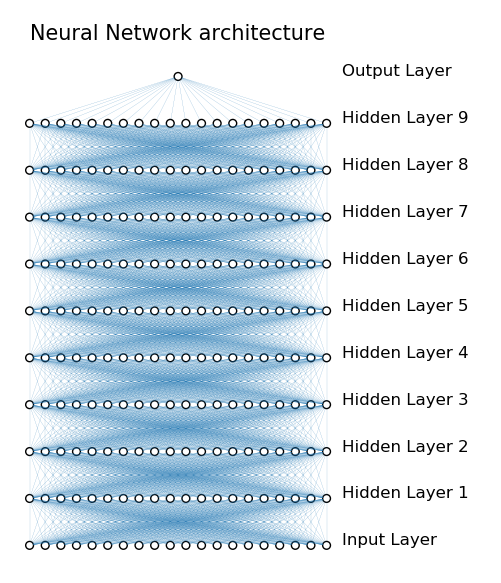 Neural Network architecture
Output Layer
Hidden Layer 9
Hidden Layer 8
Hidden Layer 7
Hidden Layer 6
Hidden Layer 5
Hidden Layer 4
Hidden Layer 3
Hidden Layer 2
Hidden Layer 1
Input Layer